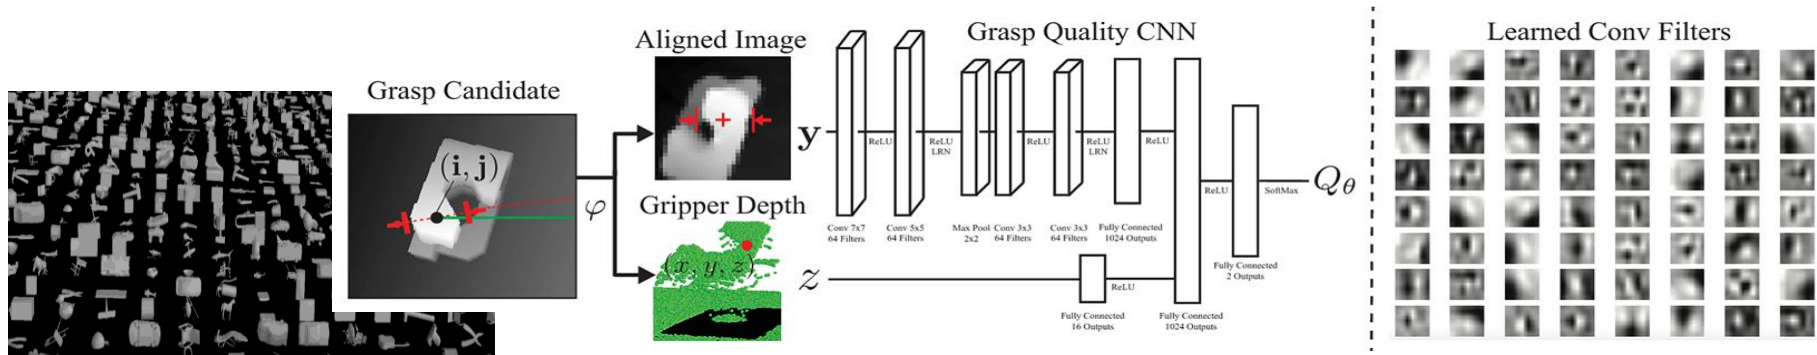 Grasp Candidate
(i, j)
φ
Aligned Image
Gripper Depth
(x, y, z)
Grasp Quality CNN
y
ReLU
ReLU
LRN
ReLU
ReLU
LRN
ReLU
Conv 7x7
64 Filters
Conv 5x5
64 Filters
Max Pool
2x2
Conv 3x3
64 Filters
Conv 3x3
64 Filters
Fully Connected
1024 Outputs
z
ReLU
Fully Connected
16 Outputs
Fully Connected
1024 Outputs
ReLU
Fully Connected
2 Outputs
SoftMax
Qθ
Learned Conv Filters